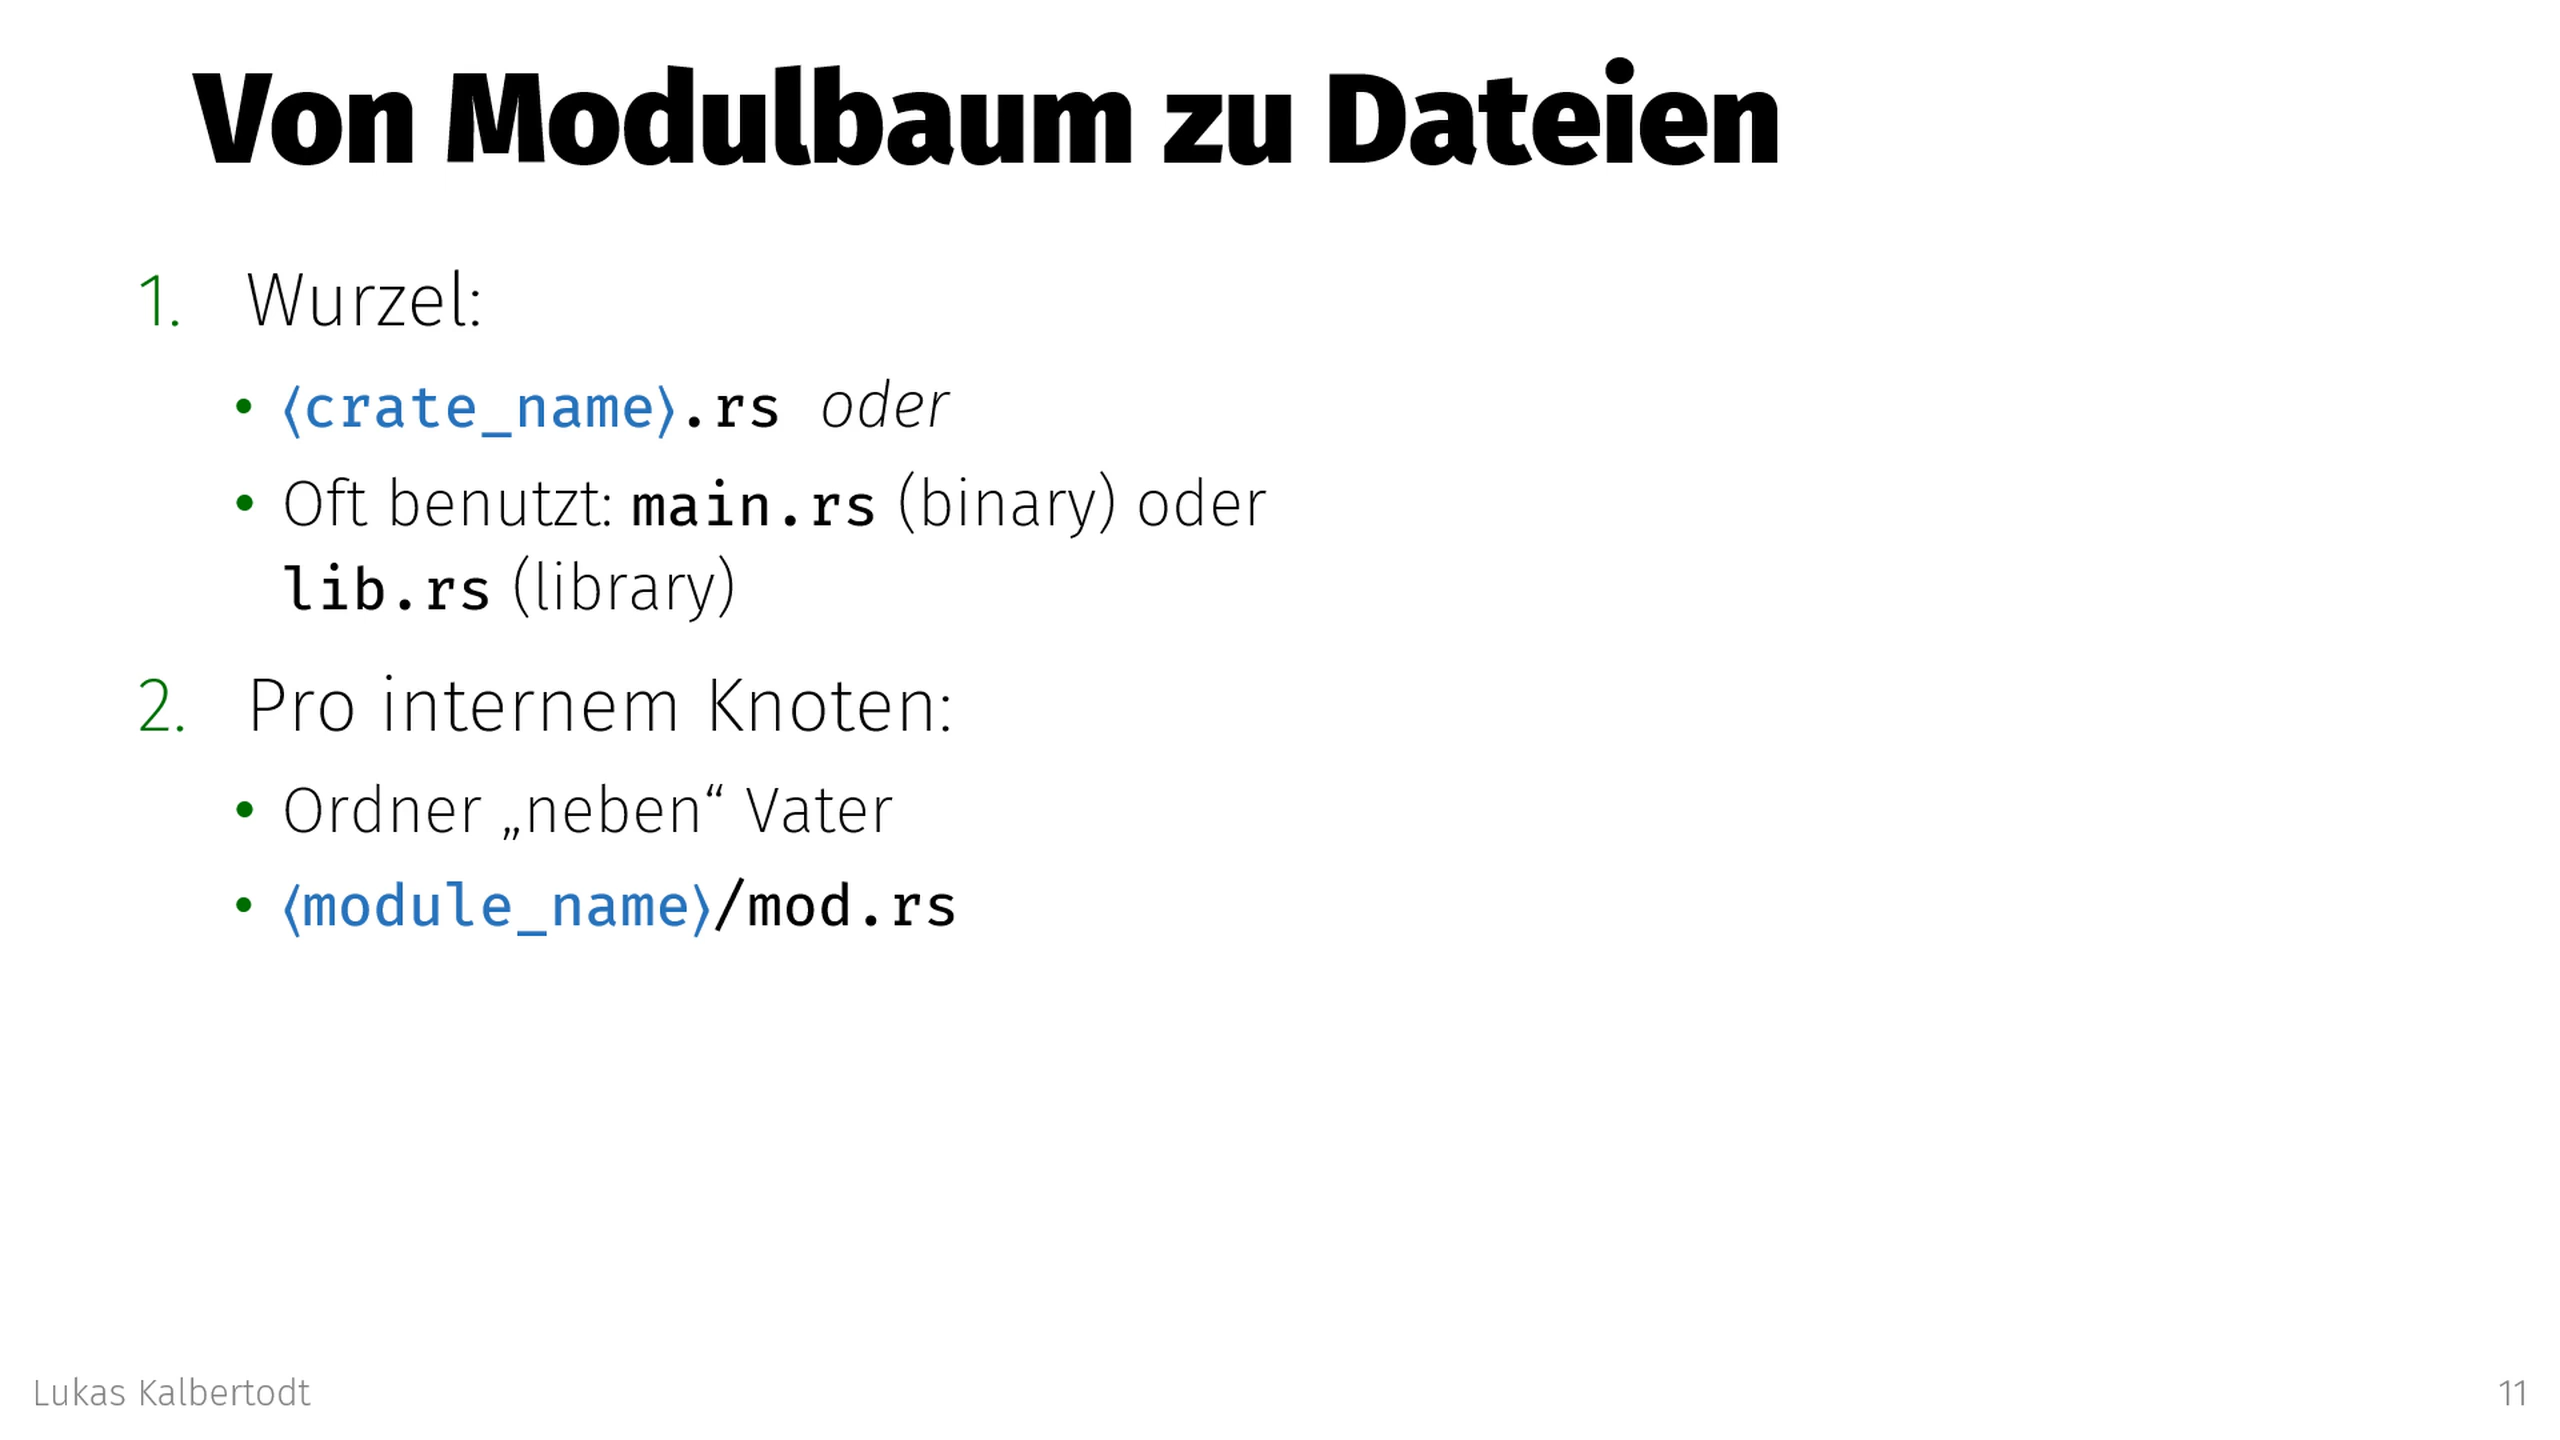 Von Modulbaum zu Dateien
1. Wurzel:
• ⟨crate_name⟩.rs oder
• Oft benutzt: main.rs (binary) oder
lib.rs (library)
2. Pro internem Knoten:
• Ordner „neben“ Vater
• ⟨module_name⟩/mod.rs
Lukas Kalbertodt
11